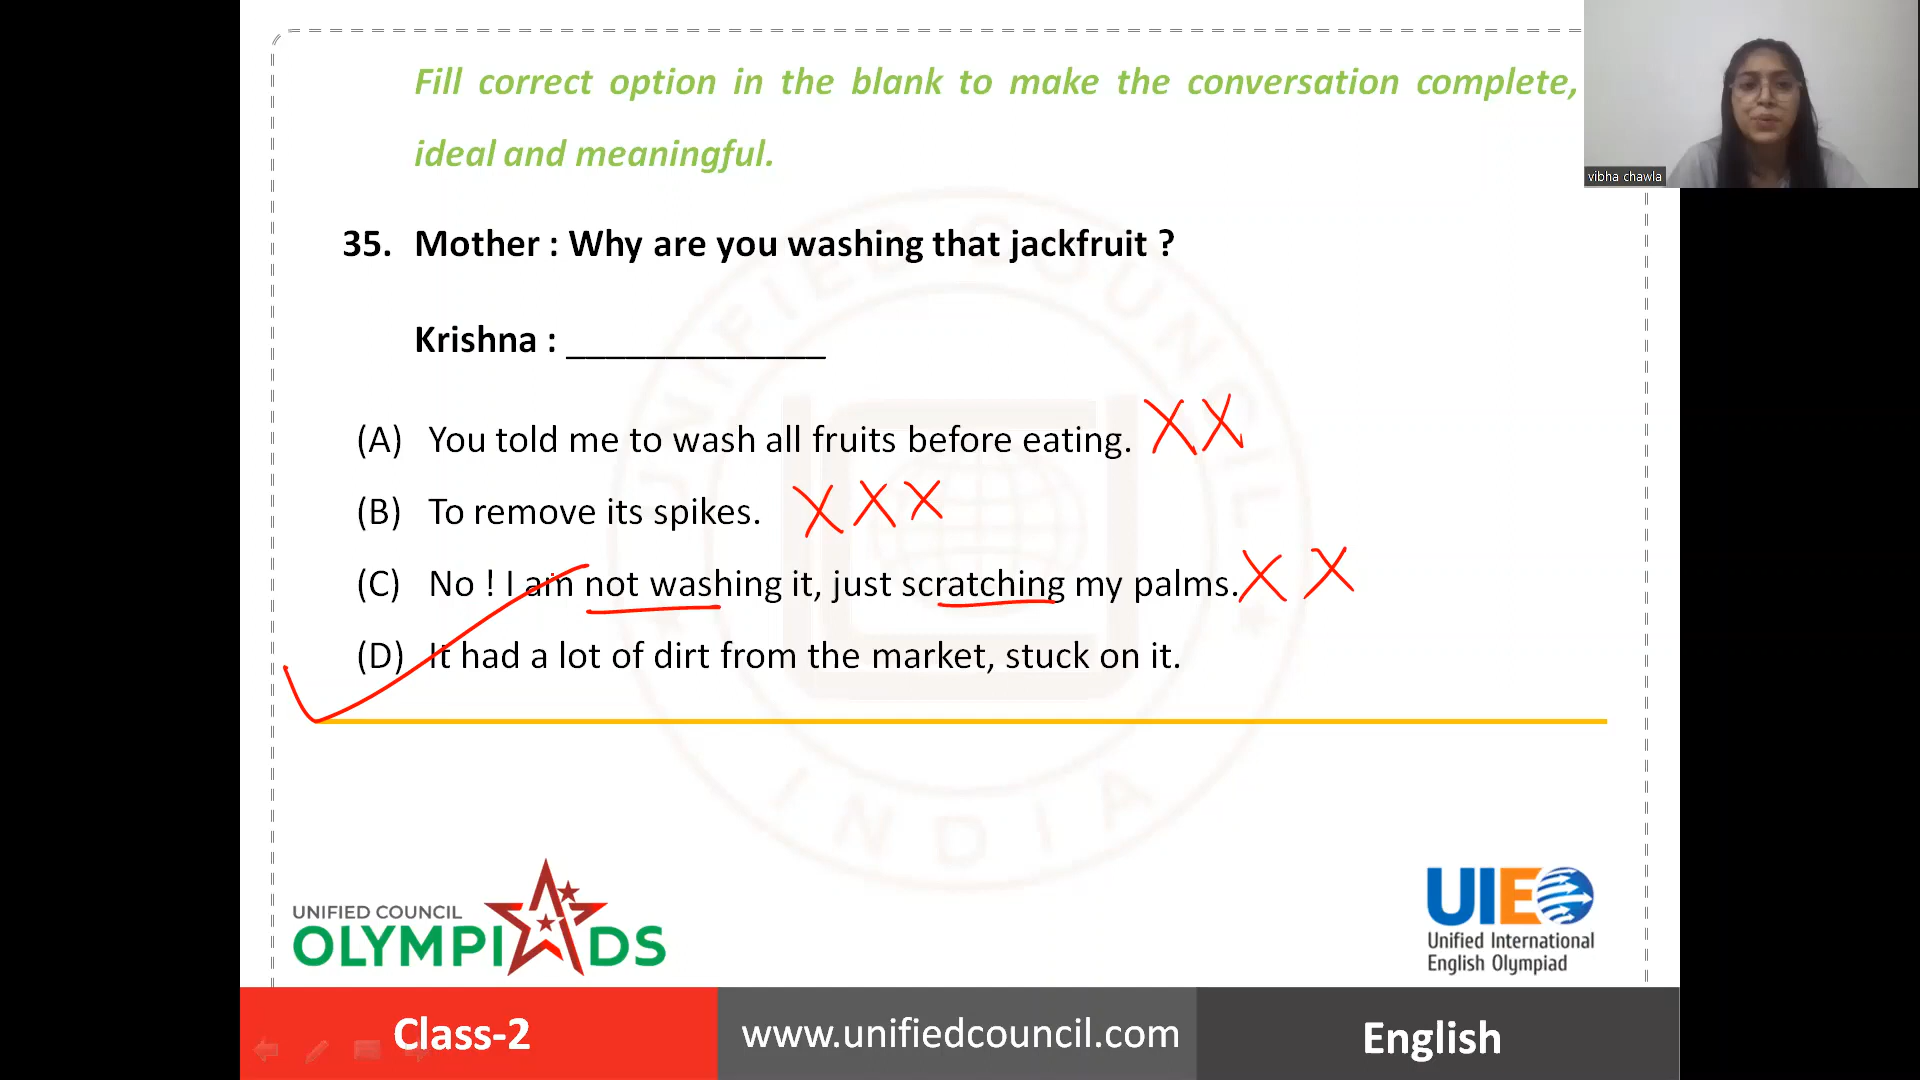 Fill correct option in the blank to make the conversation complete,
ideal and meaningful.
vibha chawla
35. Mother : Why are you washing that jackfruit ?
Krishna : _____________
(A) You told me to wash all fruits before eating.
(B) To remove its spikes.
(C) No ! I am not washing it, just scratching my palms.
(D) It had a lot of dirt from the market, stuck on it.
UNIFIED COUNCIL
INDIA
UNIFIED COUNCIL
OLYMPIADS
UIEO
Unified International
English Olympiad
Class-2
www.unifiedcouncil.com
English